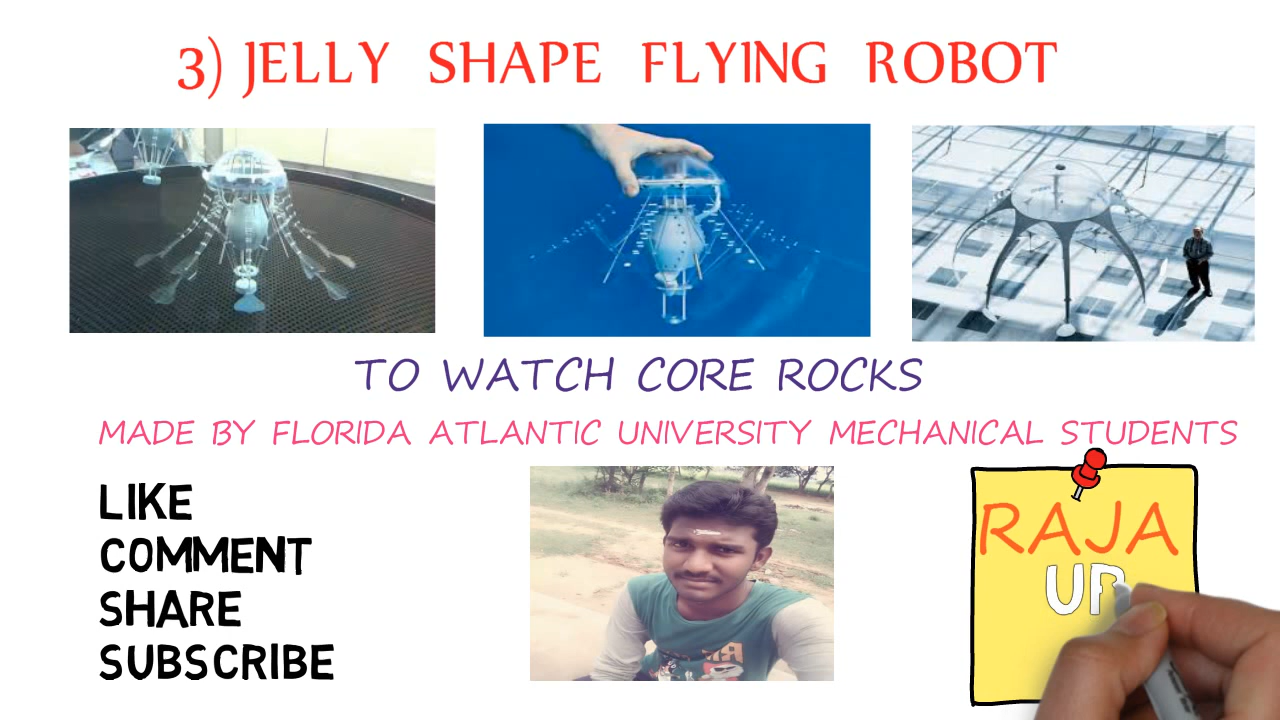 3) JELLY SHAPE FLYING ROBOT
TO WATCH CORE ROCKS
MADE BY FLORIDA ATLANTIC UNIVERSITY MECHANICAL STUDENTS
LIKE
COMMENT
SHARE
SUBSCRIBE
RAJA
UP